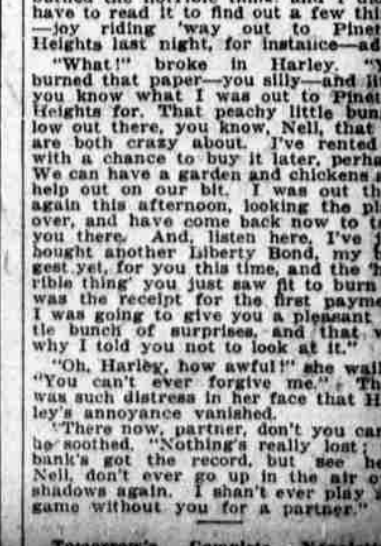 have to read it to find out a few thi
—joy riding 'way out to Pinet
Heights last night, for instance—ad
"What!" broke in Harley. "Y
burned that paper—you silly—and li
you know what I was out to Pinet
Heights for. That peachy little bun
low out there, you know, Nell, that
are both crazy about. I've rented
with a chance to buy it later, perha
We can have a garden and chickens
help out on our bit. I was out th
again this afternoon, looking the pl
over, and have come back now to t
you there. And, listen here, I've
bought another Liberty Bond, my b
gest yet, for you this time, and the 'h
rible thing' you just saw fit to burn
was the receipt for the first payme
I was going to give you a pleasant
tle bunch of surprises, and that w
why I told you not to look at it."
"Oh, Harley, how awful!" she wail
"You can't ever forgive me." Th
was such distress in her face that H
ley's annoyance vanished.
"There now, partner, don't you car
he soothed. "Nothing's really lost;
bank's got the record, but see he
Nell, don't ever go up in the air o
shadows again. I shan't ever play a
game without you for a partner."